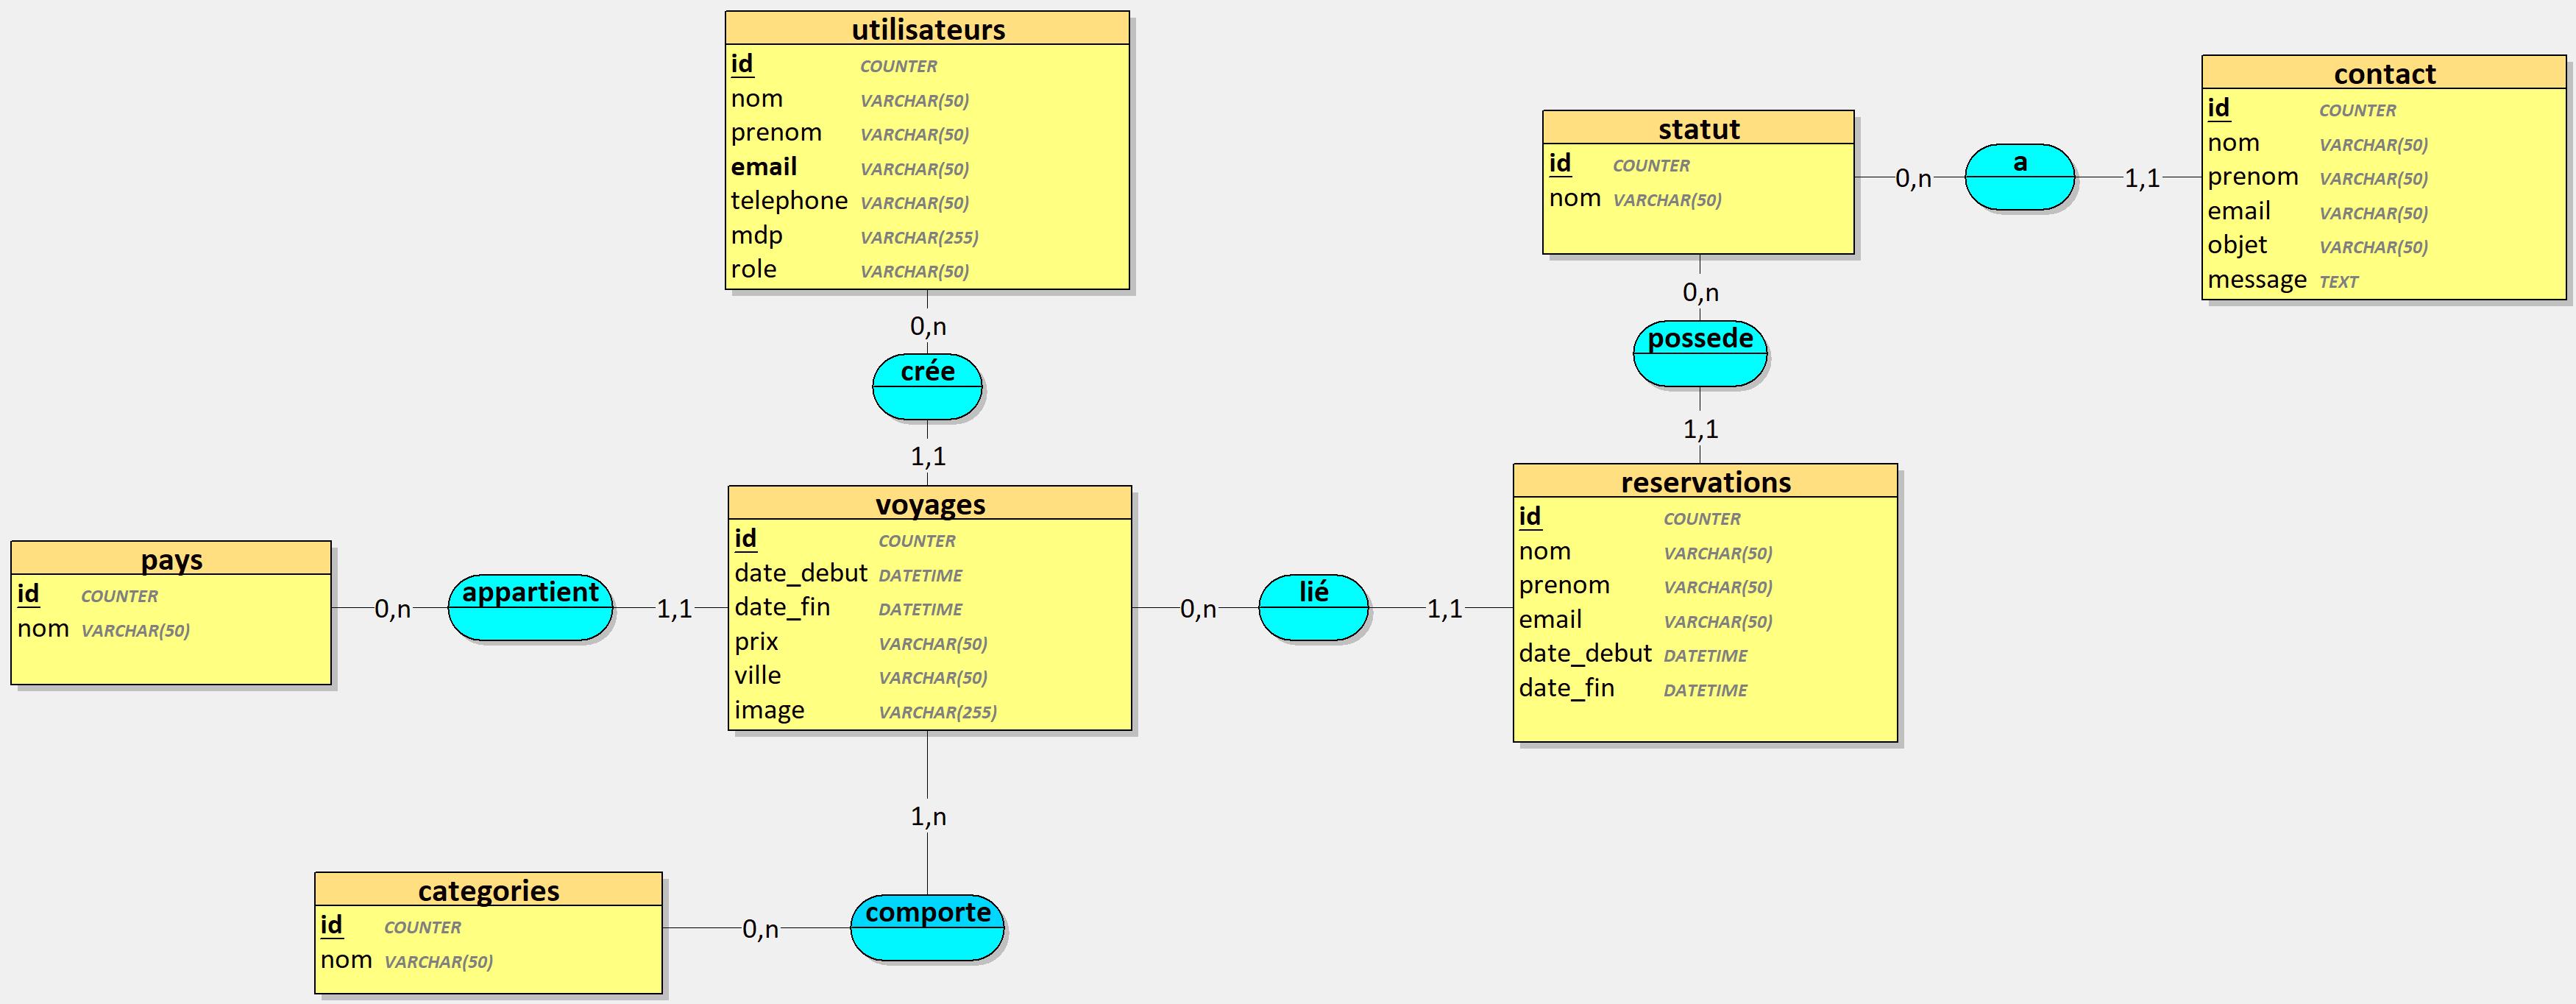 utilisateurs
id COUNTER
nom VARCHAR(50)
prenom VARCHAR(50)
email VARCHAR(50)
telephone VARCHAR(50)
mdp VARCHAR(255)
role VARCHAR(50)
0,n
crée
1,1
statut
id COUNTER
nom VARCHAR(50)
0,n
a
1,1
contact
id COUNTER
nom VARCHAR(50)
prenom VARCHAR(50)
email VARCHAR(50)
objet VARCHAR(50)
message TEXT
0,n
possede
1,1
pays
id COUNTER
nom VARCHAR(50)
0,n
appartient
1,1
voyages
id COUNTER
date_debut DATETIME
date_fin DATETIME
prix VARCHAR(50)
ville VARCHAR(50)
image VARCHAR(255)
0,n
lié
1,1
reservations
id COUNTER
nom VARCHAR(50)
prenom VARCHAR(50)
email VARCHAR(50)
date_debut DATETIME
date_fin DATETIME
1,n
categories
id COUNTER
nom VARCHAR(50)
0,n
comporte